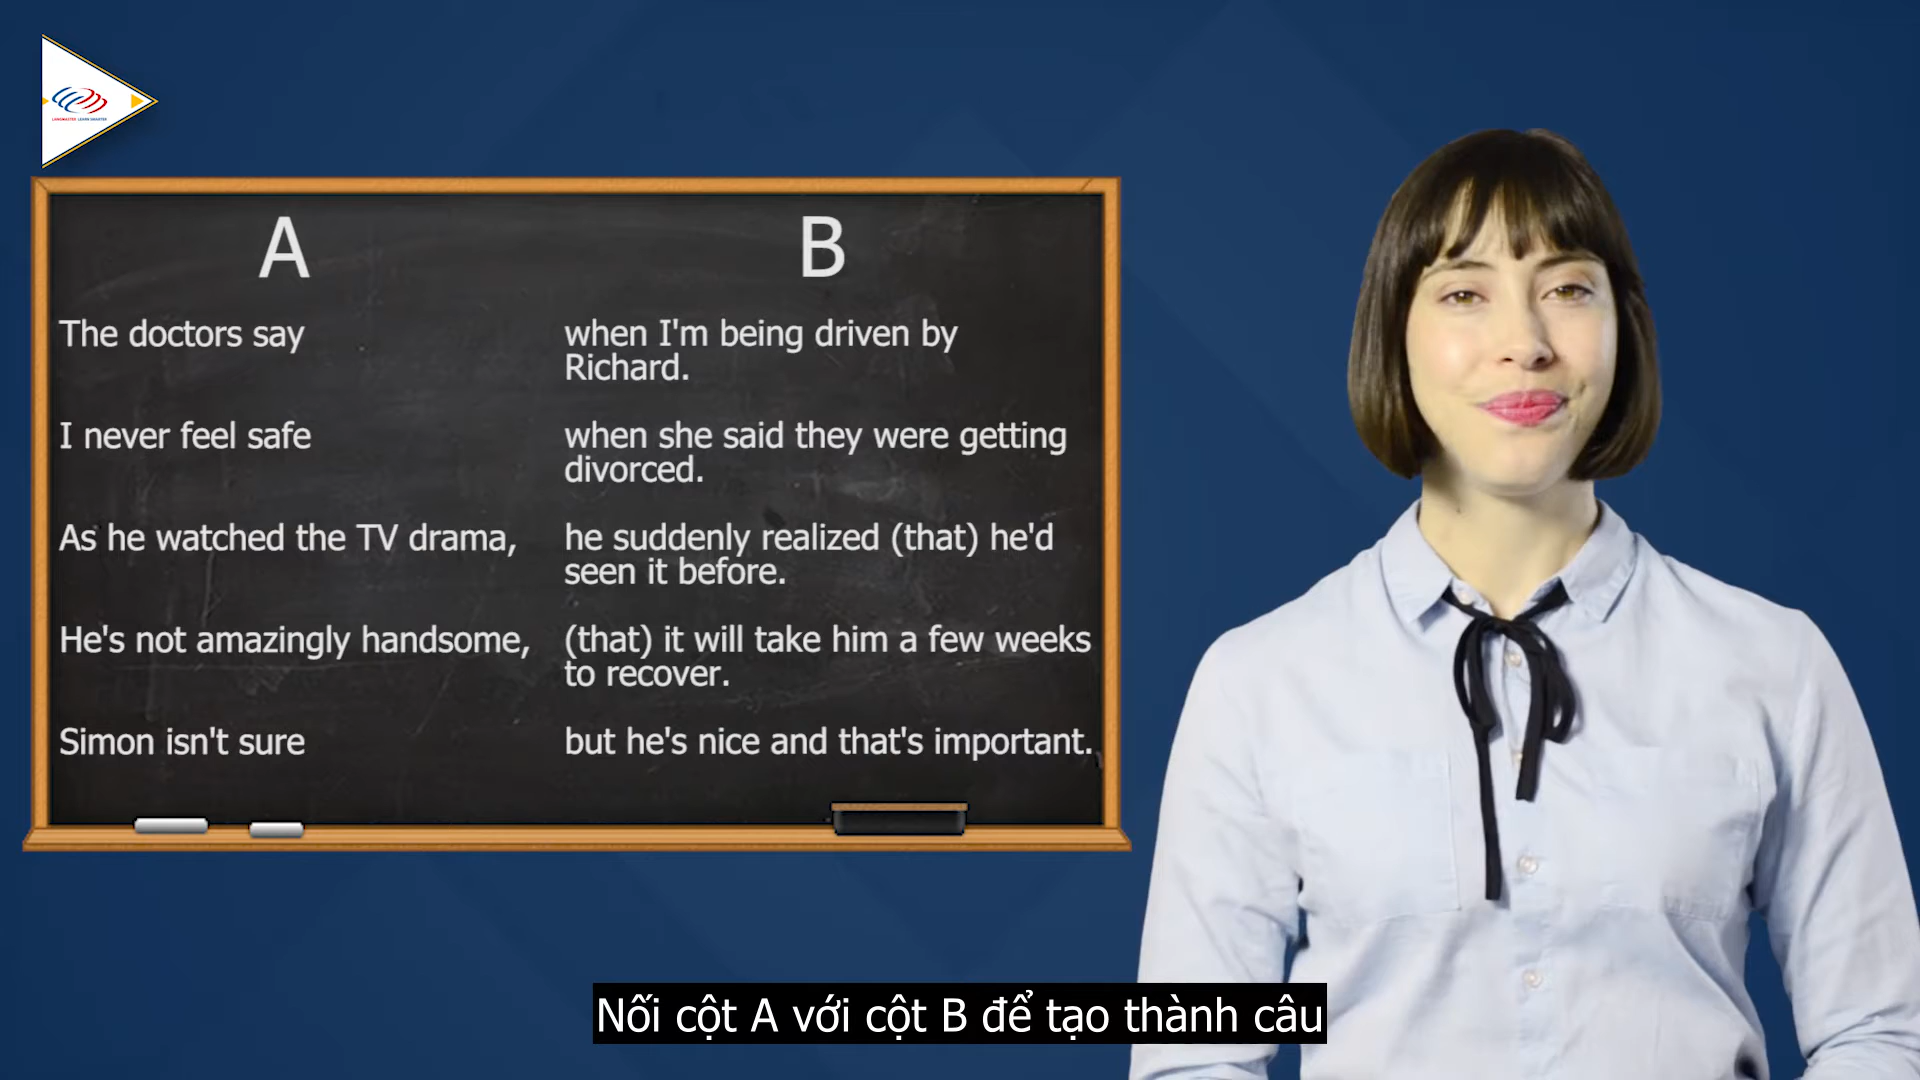 LANGMASTER LEARN SMARTER
A
B
The doctors say
when I'm being driven by
Richard.
I never feel safe
when she said they were getting
divorced.
As he watched the TV drama,
he suddenly realized (that) he'd
seen it before.
He's not amazingly handsome,
(that) it will take him a few weeks
to recover.
Simon isn't sure
but he's nice and that's important.
Nối cột A với cột B để tạo thành câu